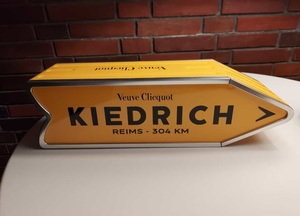 Veuve Clicquot
Veuve Clicquot
KIEDRICH
REIMS - 304 KM